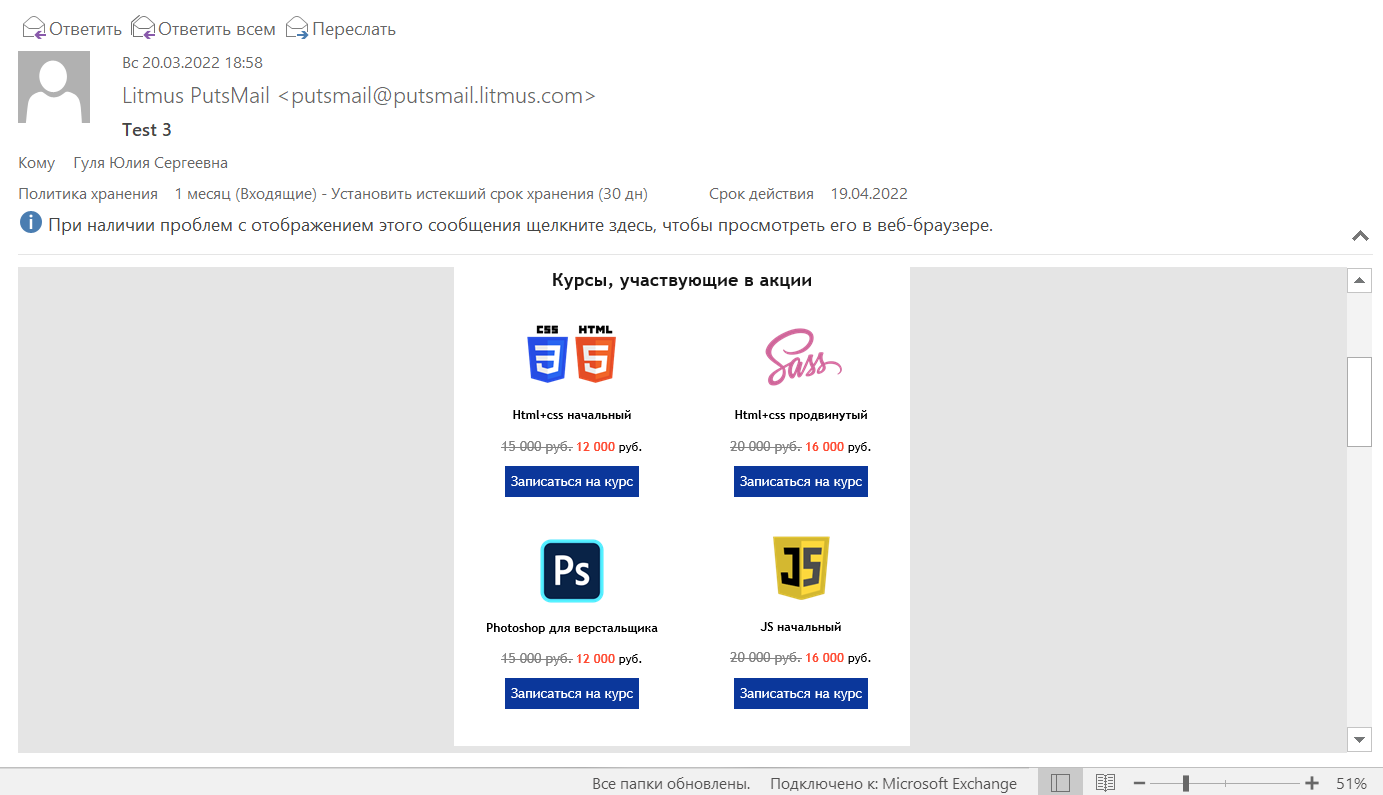 Ответить Ответить всем Переслать
Вс 20.03.2022 18:58
Litmus PutsMail <putsmail@putsmail.litmus.com>
Test 3
Кому Гуля Юлия Сергеевна
Политика хранения 1 месяц (Входящие) - Установить истекший срок хранения (30 дн) Срок действия 19.04.2022
i При наличии проблем с отображением этого сообщения щелкните здесь, чтобы просмотреть его в веб-браузере.
Курсы, участвующие в акции
CSS HTML
3 5
Sass
Html+css начальный
Html+css продвинутый
15 000 руб. 12 000 руб.
20 000 руб. 16 000 руб.
Записаться на курс
Записаться на курс
Ps
JS
Photoshop для верстальщика
JS начальный
15 000 руб. 12 000 руб.
20 000 руб. 16 000 руб.
Записаться на курс
Записаться на курс
Все папки обновлены. Подключено к: Microsoft Exchange 51%